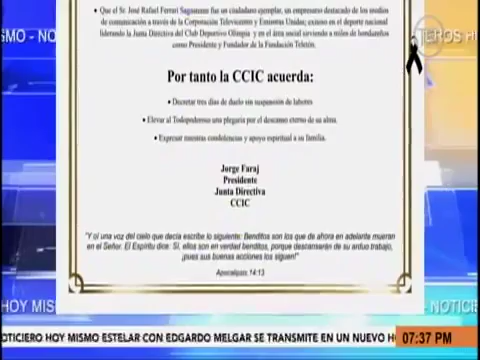 • Que el Sr. José Rafael Ferrari Sagastume fue un ciudadano ejemplar, un empresario destacado de los medios
de comunicación a través de la Corporación Televicentro y Emisoras Unidas; exitoso en el deporte nacional
liderando la Junta Directiva del Club Deportivo Olimpia y en el área social sirviendo a miles de hondureños
como Presidente y Fundador de la Fundación Teletón.
SMO - NO
TEROS H
Por tanto la CCIC acuerda:
• Decretar tres días de duelo sin suspensión de labores
• Elevar al Todopoderoso una plegaria por el descanso eterno de su alma.
• Expresar nuestras condolencias y apoyo espiritual a su familia.
Jorge Faraj
Presidente
Junta Directiva
CCIC
"Y oí una voz del cielo que decía escribe lo siguiente: Benditos son los que de ahora en adelante mueran
en el Señor. El Espíritu dice: Sí, ellos son en verdad benditos, porque descansarán de su arduo trabajo,
¡pues sus buenas acciones los siguen!"
Apocalipsis 14:13
HOY MIS
- NOTICIE
OTICIERO HOY MISMO ESTELAR CON EDGARDO MELGAR SE TRANSMITE EN UN NUEVO H
07:37 PM